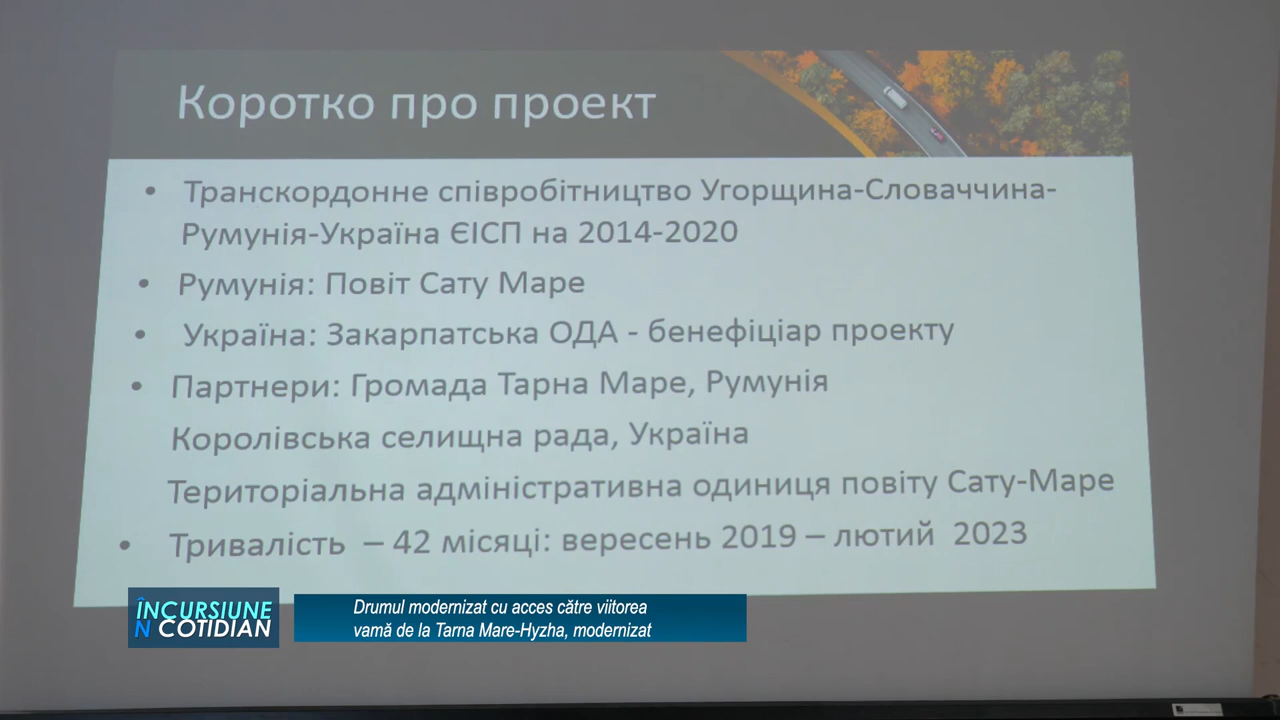 Коротко про проект
• Транскордонне співробітництво Угорщина-Словаччина-
Румунія-Україна ЄІСП на 2014-2020
• Румунія: Повіт Сату Маре
• Україна: Закарпатська ОДА - бенефіціар проекту
• Партнери: Громада Тарна Маре, Румунія
Королівська селищна рада, Україна
Територіальна адміністративна одиниця повіту Сату-Маре
• Тривалість – 42 місяці: вересень 2019 – лютий 2023
ÎNCURSIUNE
N COTIDIAN
Drumul modernizat cu acces către viitorea
vamă de la Tarna Mare-Hyzha, modernizat